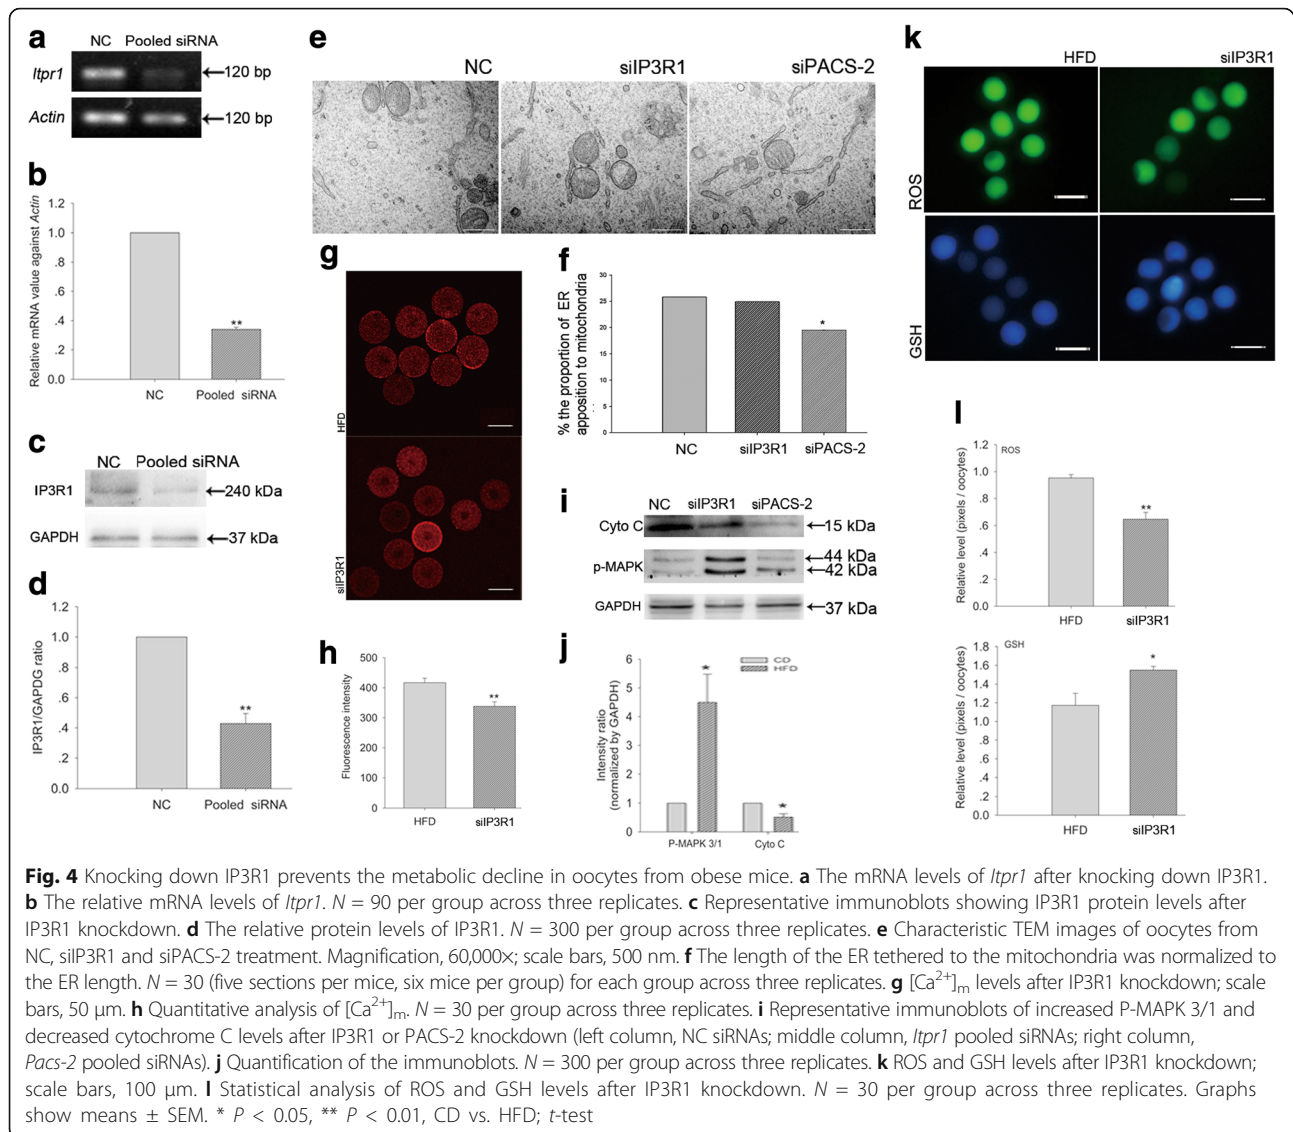 a
NC Pooled siRNA
Itpr1
120 bp
Actin
120 bp
b
Relative mRNA value against Actin
1.2
1.0
.8
.6
.4
.2
0.0
**
NC Pooled siRNA
c
NC Pooled siRNA
IP3R1
240 kDa
GAPDH
37 kDa
d
IP3R1/GAPDG ratio
1.2
1.0
.8
.6
.4
.2
0.0
**
NC Pooled siRNA
e
NC siIP3R1 siPACS-2
f
% the proportion of ER
apposition to mitochondria
30
25
20
15
10
5
0
*
NC siIP3R1 siPACS-2
g
HFD
siIP3R1
h
Fluorescence intensity
500
400
300
200
100
0
**
HFD siIP3R1
i
NC siIP3R1 siPACS-2
Cyto C
15 kDa
p-MAPK
44 kDa
42 kDa
GAPDH
37 kDa
j
Intensity ratio
(normalized by GAPDH)
6
5
4
3
2
1
0
CD
HFD
*
*
P-MAPK 3/1 Cyto C
k
HFD siIP3R1
ROS
GSH
l
Relative level (pixels / oocytes)
ROS
1.2
1.0
.8
.6
.4
.2
0.0
**
HFD siIP3R1
Relative level (pixels / oocytes)
GSH
1.8
1.6
1.4
1.2
1.0
.8
.6
.4
.2
0.0
*
HFD siIP3R1
Fig. 4 Knocking down IP3R1 prevents the metabolic decline in oocytes from obese mice. a The mRNA levels of Itpr1 after knocking down IP3R1.
b The relative mRNA levels of Itpr1. N = 90 per group across three replicates. c Representative immunoblots showing IP3R1 protein levels after
IP3R1 knockdown. d The relative protein levels of IP3R1. N = 300 per group across three replicates. e Characteristic TEM images of oocytes from
NC, siIP3R1 and siPACS-2 treatment. Magnification, 60,000×; scale bars, 500 nm. f The length of the ER tethered to the mitochondria was normalized to
the ER length. N = 30 (five sections per mice, six mice per group) for each group across three replicates. g [Ca²⁺]ₘ levels after IP3R1 knockdown; scale
bars, 50 μm. h Quantitative analysis of [Ca²⁺]ₘ. N = 30 per group across three replicates. i Representative immunoblots of increased P-MAPK 3/1 and
decreased cytochrome C levels after IP3R1 or PACS-2 knockdown (left column, NC siRNAs; middle column, Itpr1 pooled siRNAs; right column,
Pacs-2 pooled siRNAs). j Quantification of the immunoblots. N = 300 per group across three replicates. k ROS and GSH levels after IP3R1 knockdown;
scale bars, 100 μm. l Statistical analysis of ROS and GSH levels after IP3R1 knockdown. N = 30 per group across three replicates. Graphs
show means ± SEM. * P < 0.05, ** P < 0.01, CD vs. HFD; t-test